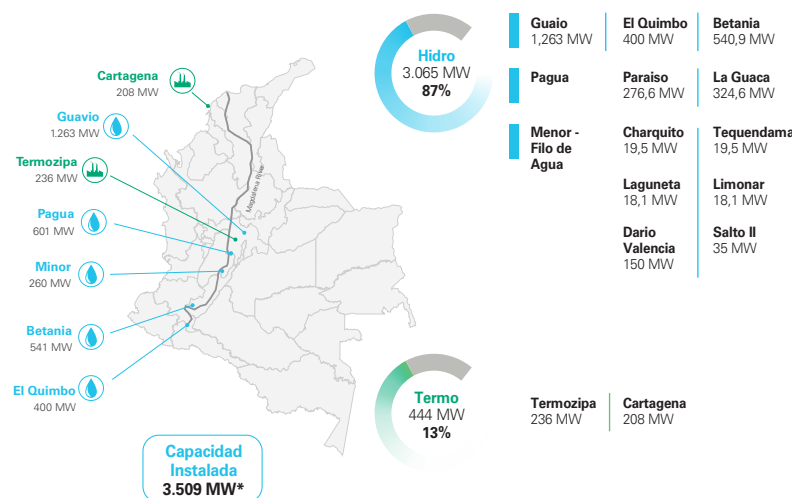 Cartagena
208 MW
Guavio
1.263 MW
Termozipa
236 MW
Pagua
601 MW
Minor
260 MW
Betania
541 MW
El Quimbo
400 MW
Magdalena River
Capacidad
Instalada
3.509 MW*
Hidro
3.065 MW
87%
Guaio
1,263 MW
El Quimbo
400 MW
Betania
540,9 MW
Pagua
Paraiso
276,6 MW
La Guaca
324,6 MW
Menor -
Filo de
Agua
Charquito
19,5 MW
Tequendama
19,5 MW
Laguneta
18,1 MW
Limonar
18,1 MW
Dario
Valencia
150 MW
Salto II
35 MW
Termo
444 MW
13%
Termozipa
236 MW
Cartagena
208 MW